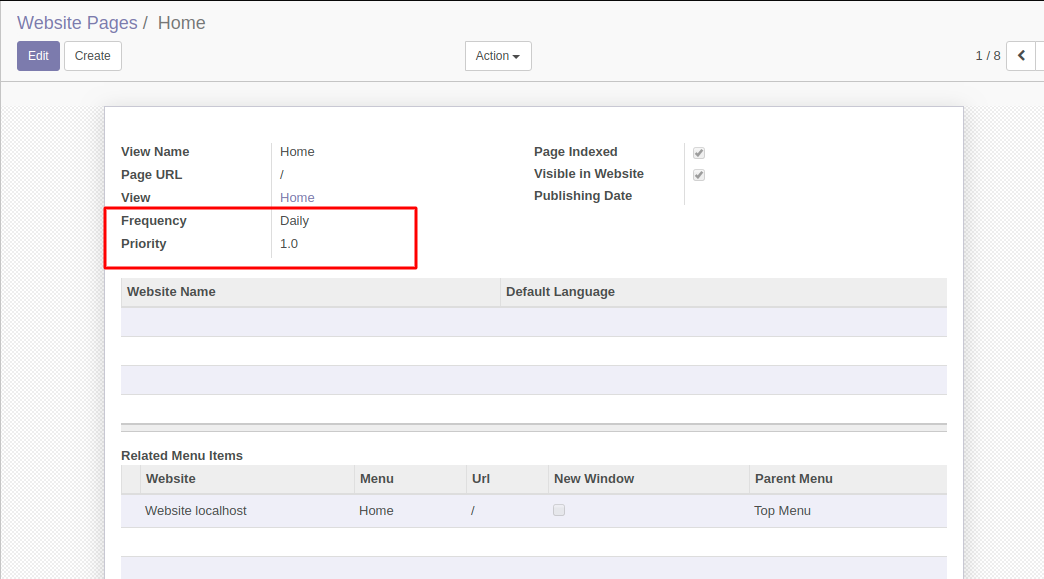 Website Pages / Home
Edit Create Action 1 / 8
View Name Home
Page URL /
View Home
Frequency Daily
Priority 1.0
Page Indexed
Visible in Website
Publishing Date
Website Name Default Language
Related Menu Items
Website Menu Url New Window Parent Menu
Website localhost Home / Top Menu